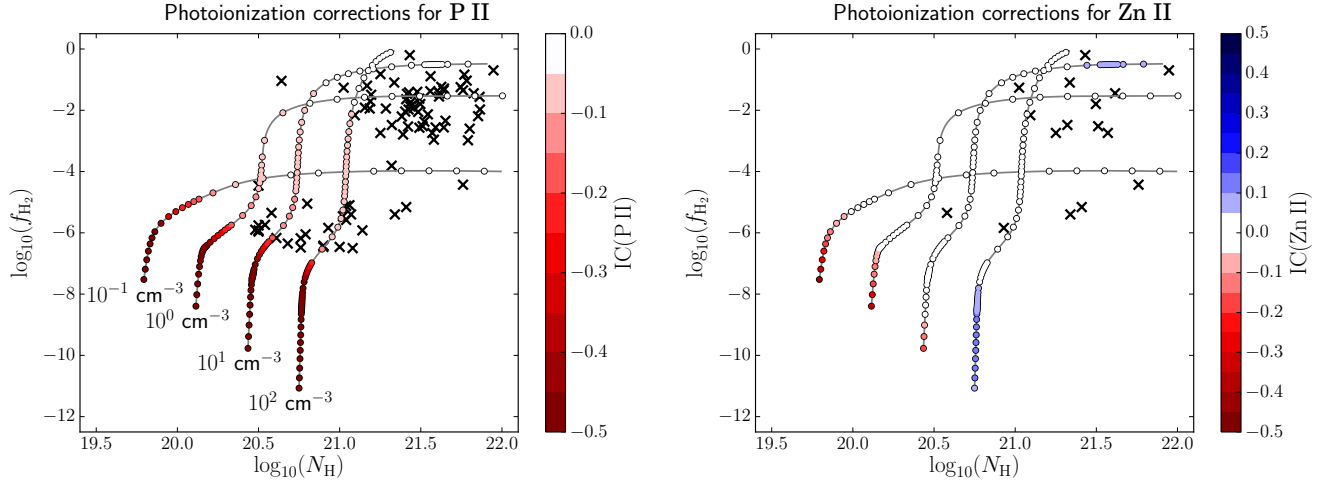 Photoionization corrections for P II
0
−2
−4
−6
−8
−10
−12
log₁₀(f_H₂)
10⁻¹ cm⁻³
10⁰ cm⁻³
10¹ cm⁻³
10² cm⁻³
19.5 20.0 20.5 21.0 21.5 22.0
log₁₀(N_H)
0.0
−0.1
−0.2
−0.3
−0.4
−0.5
IC(P II)
Photoionization corrections for Zn II
0
−2
−4
−6
−8
−10
−12
log₁₀(f_H₂)
19.5 20.0 20.5 21.0 21.5 22.0
log₁₀(N_H)
0.5
0.4
0.3
0.2
0.1
0.0
−0.1
−0.2
−0.3
−0.4
−0.5
IC(Zn II)